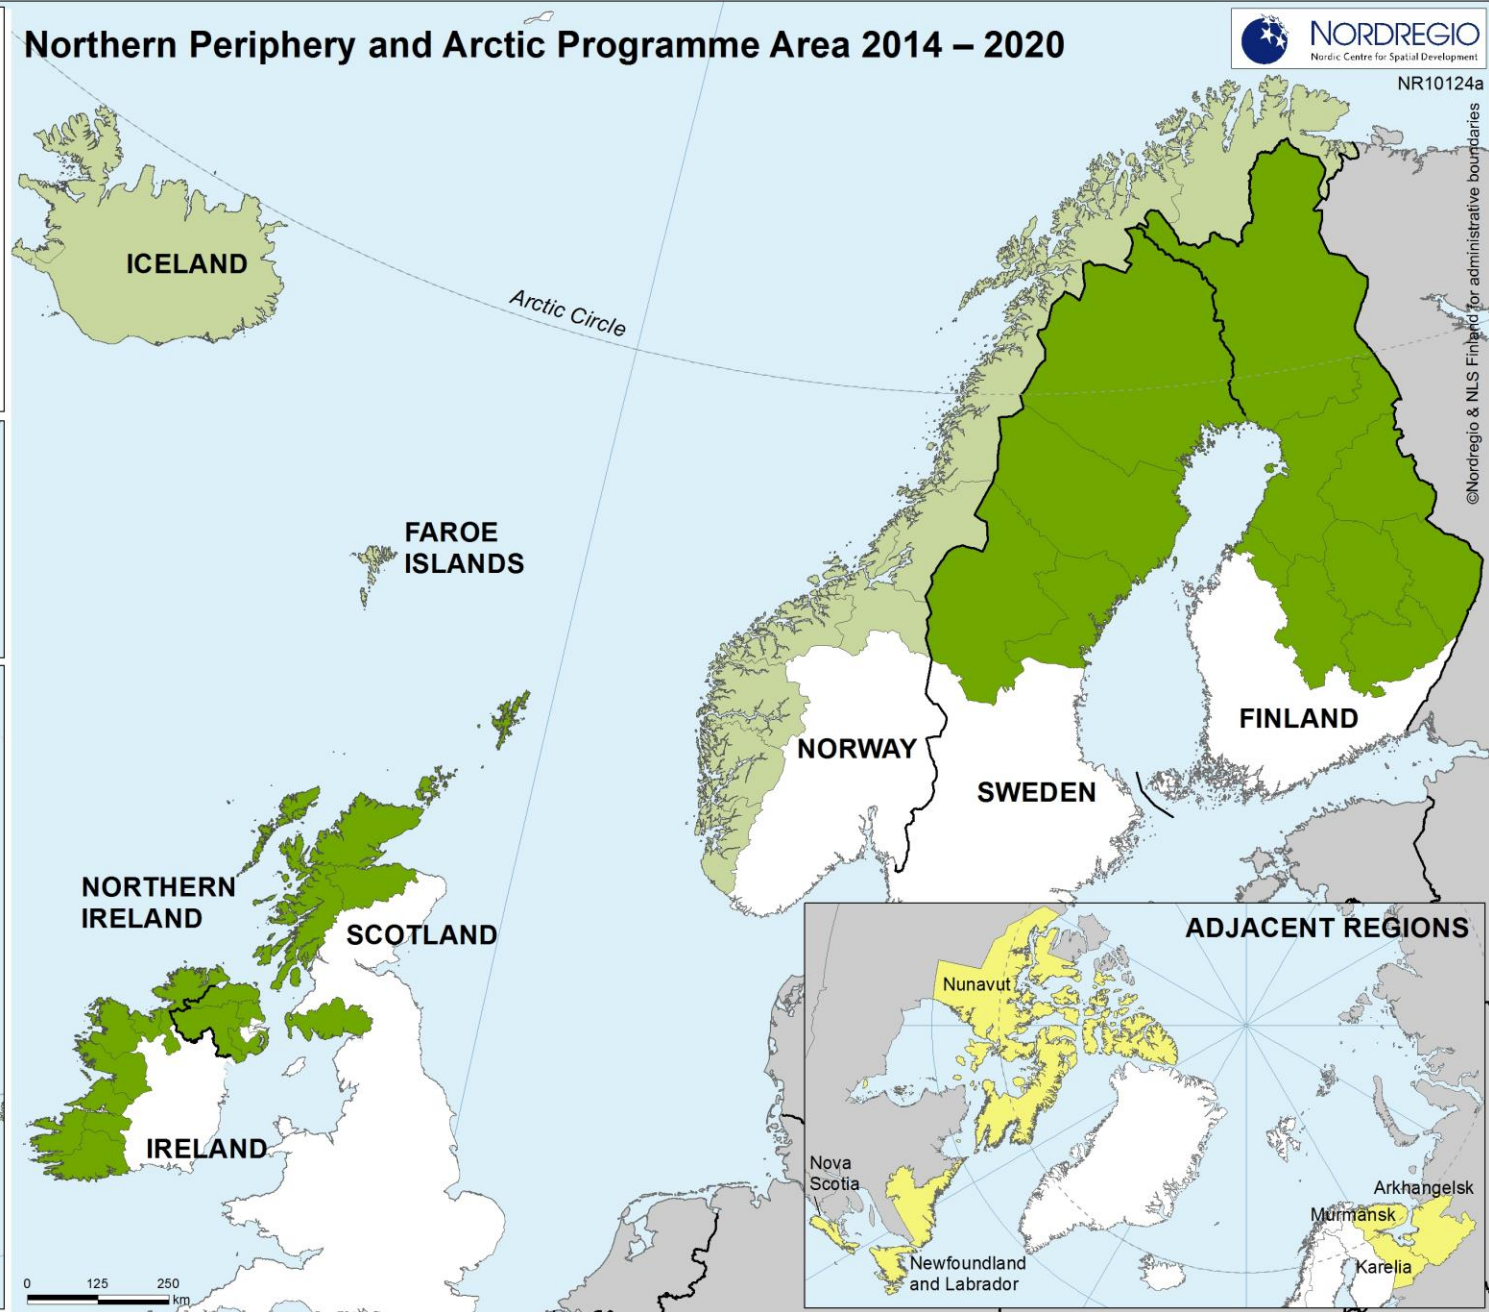 Northern Periphery and Arctic Programme Area 2014 – 2020
NORDREGIO
Nordic Centre for Spatial Development
NR10124a
©Nordregio & NLS Finland for administrative boundaries
ICELAND
Arctic Circle
FAROE
ISLANDS
NORWAY
SWEDEN
FINLAND
NORTHERN
IRELAND
SCOTLAND
IRELAND
ADJACENT REGIONS
Nunavut
Nova
Scotia
Newfoundland
and Labrador
Arkhangelsk
Murmansk
Karelia
0 125 250
km